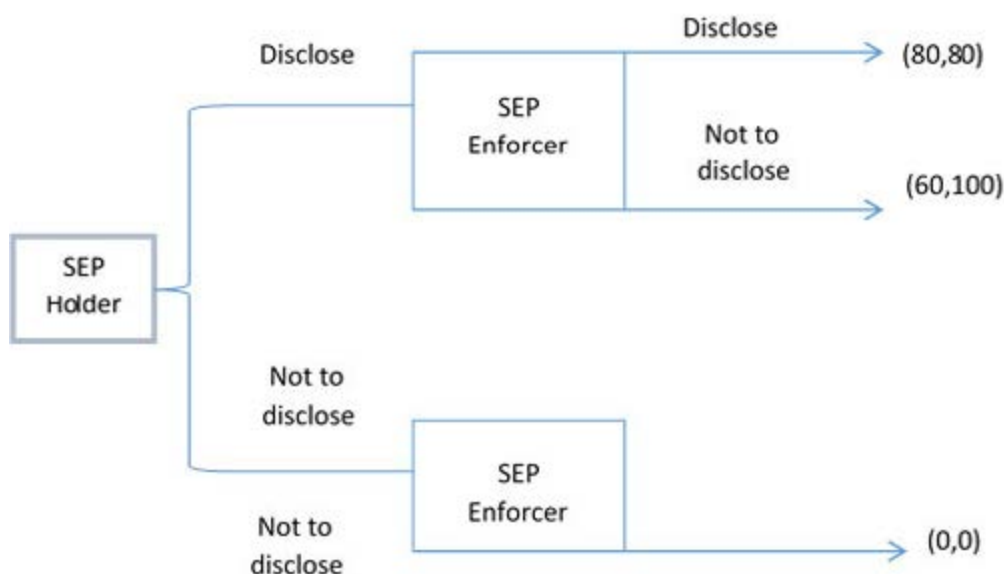 Disclose
Disclose
(80,80)
SEP
Enforcer
Not to
disclose
(60,100)
SEP
Holder
Not to
disclose
SEP
Enforcer
Not to
disclose
(0,0)